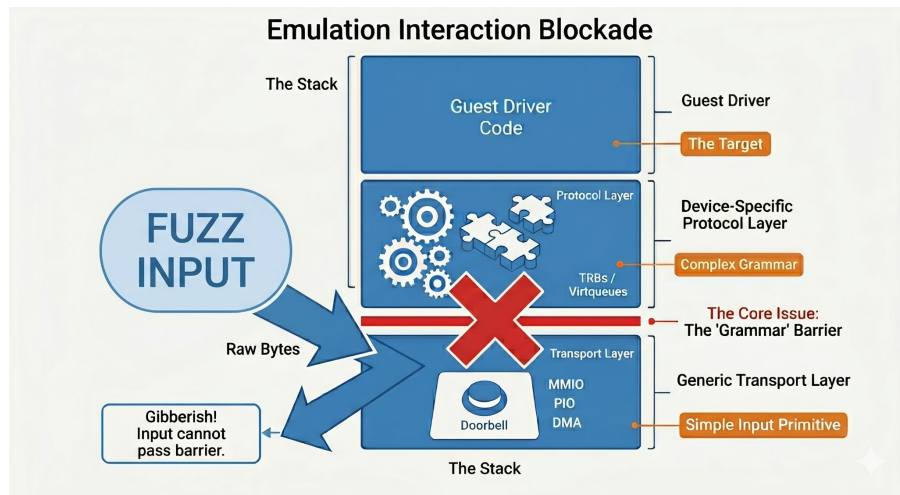 Emulation Interaction Blockade
The Stack
Guest Driver
Code
Guest Driver
The Target
FUZZ
INPUT
Protocol Layer
TRBs /
Virtqueues
Device-Specific
Protocol Layer
Complex Grammar
The Core Issue:
The 'Grammar' Barrier
Raw Bytes
Transport Layer
MMIO
PIO
DMA
Doorbell
Generic Transport Layer
Simple Input Primitive
Gibberish!
Input cannot
pass barrier.
The Stack